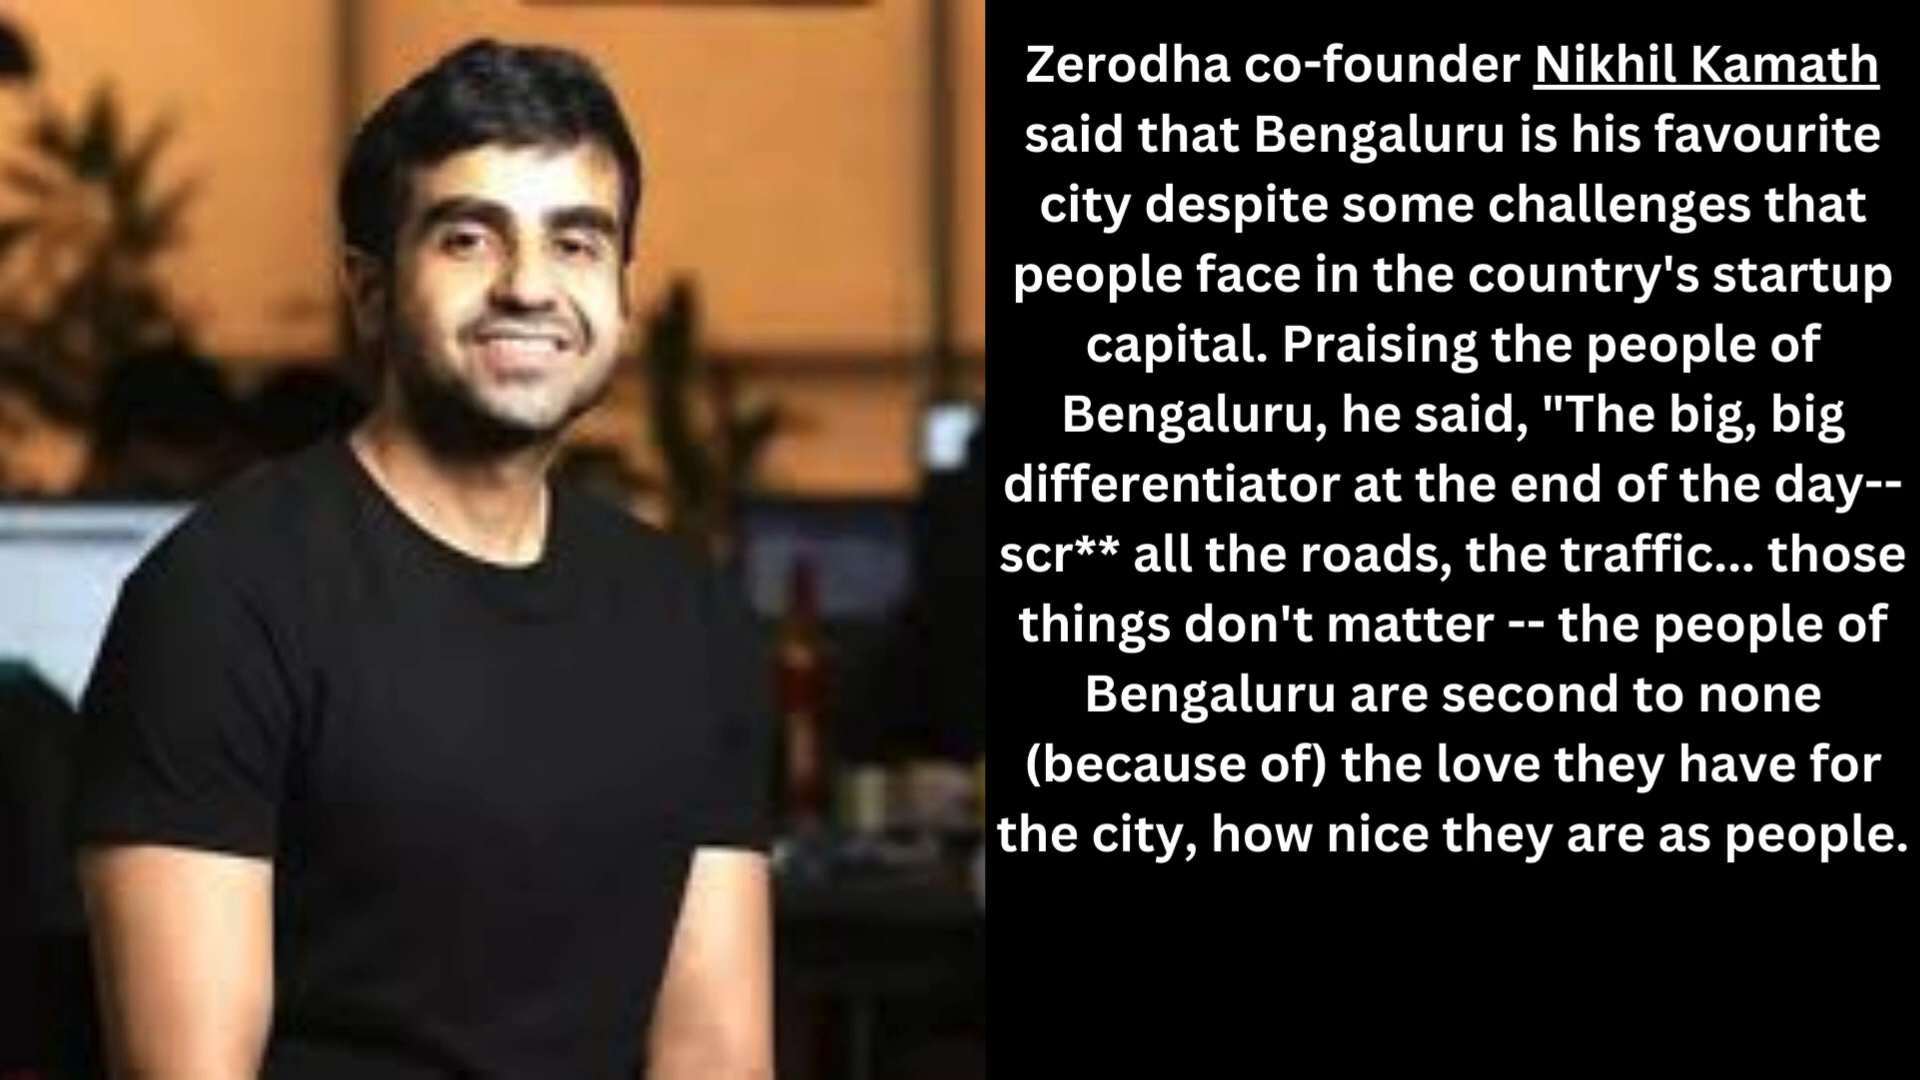 Zerodha co-founder Nikhil Kamath
said that Bengaluru is his favourite
city despite some challenges that
people face in the country's startup
capital. Praising the people of
Bengaluru, he said, "The big, big
differentiator at the end of the day--
scr** all the roads, the traffic... those
things don't matter -- the people of
Bengaluru are second to none
(because of) the love they have for
the city, how nice they are as people.